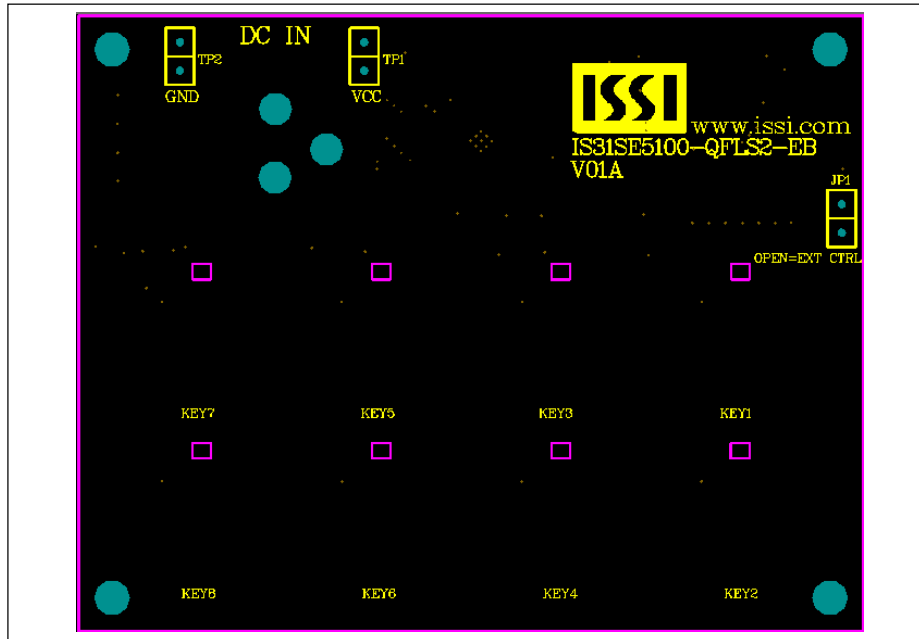 DC IN
TP2
TP1
GND
VCC
ISSI
www.issi.com
IS31SE5100-QFLS2-EB
V01A
JP1
OPEN=EXT CTRL
KEY7 KEY5 KEY3 KEY1
KEY8 KEY6 KEY4 KEY2